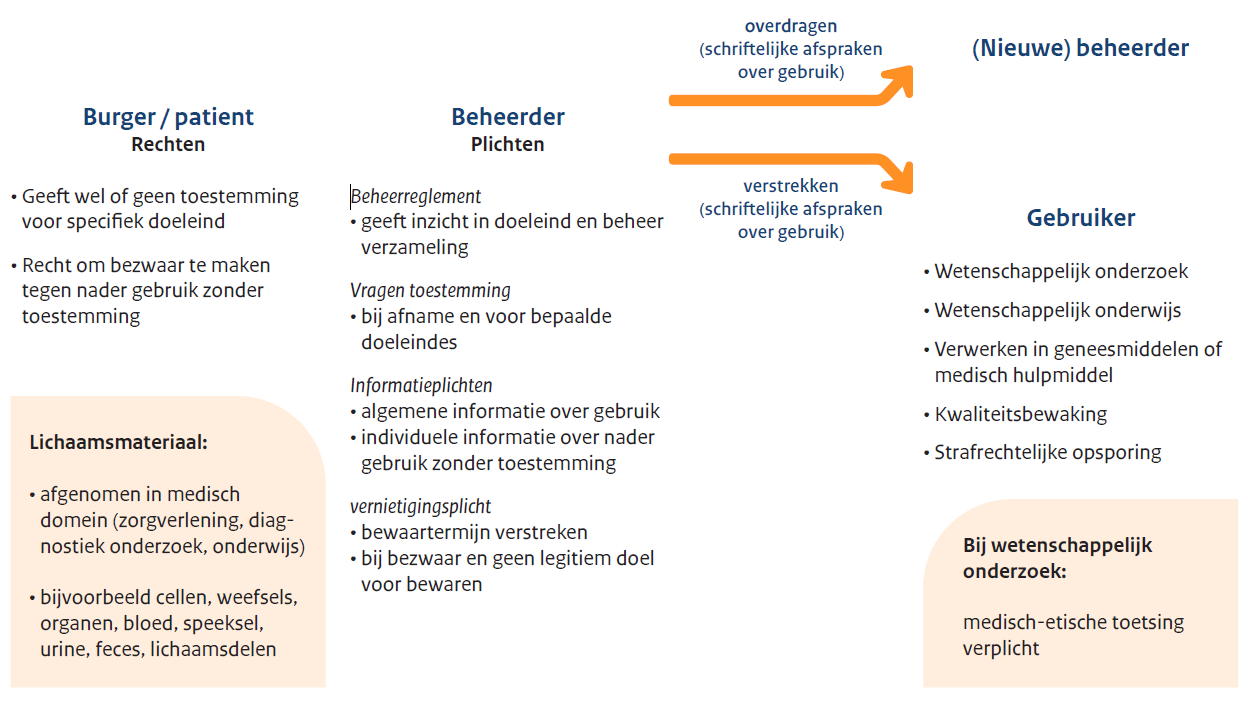 Burger / patient
Rechten
• Geeft wel of geen toestemming
voor specifiek doeleind
• Recht om bezwaar te maken
tegen nader gebruik zonder
toestemming
Lichaamsmateriaal:
• afgenomen in medisch
domein (zorgverlening, diag-
nostiek onderzoek, onderwijs)
• bijvoorbeeld cellen, weefsels,
organen, bloed, speeksel,
urine, feces, lichaamsdelen
Beheerder
Plichten
Beheerreglement
• geeft inzicht in doeleind en beheer
verzameling
Vragen toestemming
• bij afname en voor bepaalde
doeleindes
Informatieplichten
• algemene informatie over gebruik
• individuele informatie over nader
gebruik zonder toestemming
vernietigingsplicht
• bewaartermijn verstreken
• bij bezwaar en geen legitiem doel
voor bewaren
overdragen
(schriftelijke afspraken
over gebruik)
verstrekken
(schriftelijke afspraken
over gebruik)
(Nieuwe) beheerder
Gebruiker
• Wetenschappelijk onderzoek
• Wetenschappelijk onderwijs
• Verwerken in geneesmiddelen of
medisch hulpmiddel
• Kwaliteitsbewaking
• Strafrechtelijke opsporing
Bij wetenschappelijk
onderzoek:
medisch-etische toetsing
verplicht